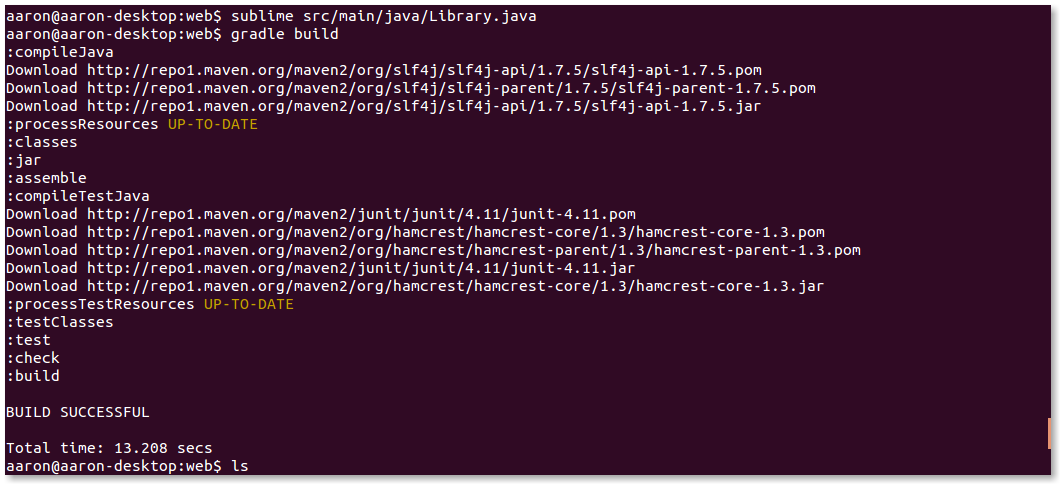 aaron@aaron-desktop:web$ sublime src/main/java/Library.java
aaron@aaron-desktop:web$ gradle build
:compileJava
Download http://repo1.maven.org/maven2/org/slf4j/slf4j-api/1.7.5/slf4j-api-1.7.5.pom
Download http://repo1.maven.org/maven2/org/slf4j/slf4j-parent/1.7.5/slf4j-parent-1.7.5.pom
Download http://repo1.maven.org/maven2/org/slf4j/slf4j-api/1.7.5/slf4j-api-1.7.5.jar
:processResources UP-TO-DATE
:classes
:jar
:assemble
:compileTestJava
Download http://repo1.maven.org/maven2/junit/junit/4.11/junit-4.11.pom
Download http://repo1.maven.org/maven2/org/hamcrest/hamcrest-core/1.3/hamcrest-core-1.3.pom
Download http://repo1.maven.org/maven2/org/hamcrest/hamcrest-parent/1.3/hamcrest-parent-1.3.pom
Download http://repo1.maven.org/maven2/junit/junit/4.11/junit-4.11.jar
Download http://repo1.maven.org/maven2/org/hamcrest/hamcrest-core/1.3/hamcrest-core-1.3.jar
:processTestResources UP-TO-DATE
:testClasses
:test
:check
:build
BUILD SUCCESSFUL
Total time: 13.208 secs
aaron@aaron-desktop:web$ ls